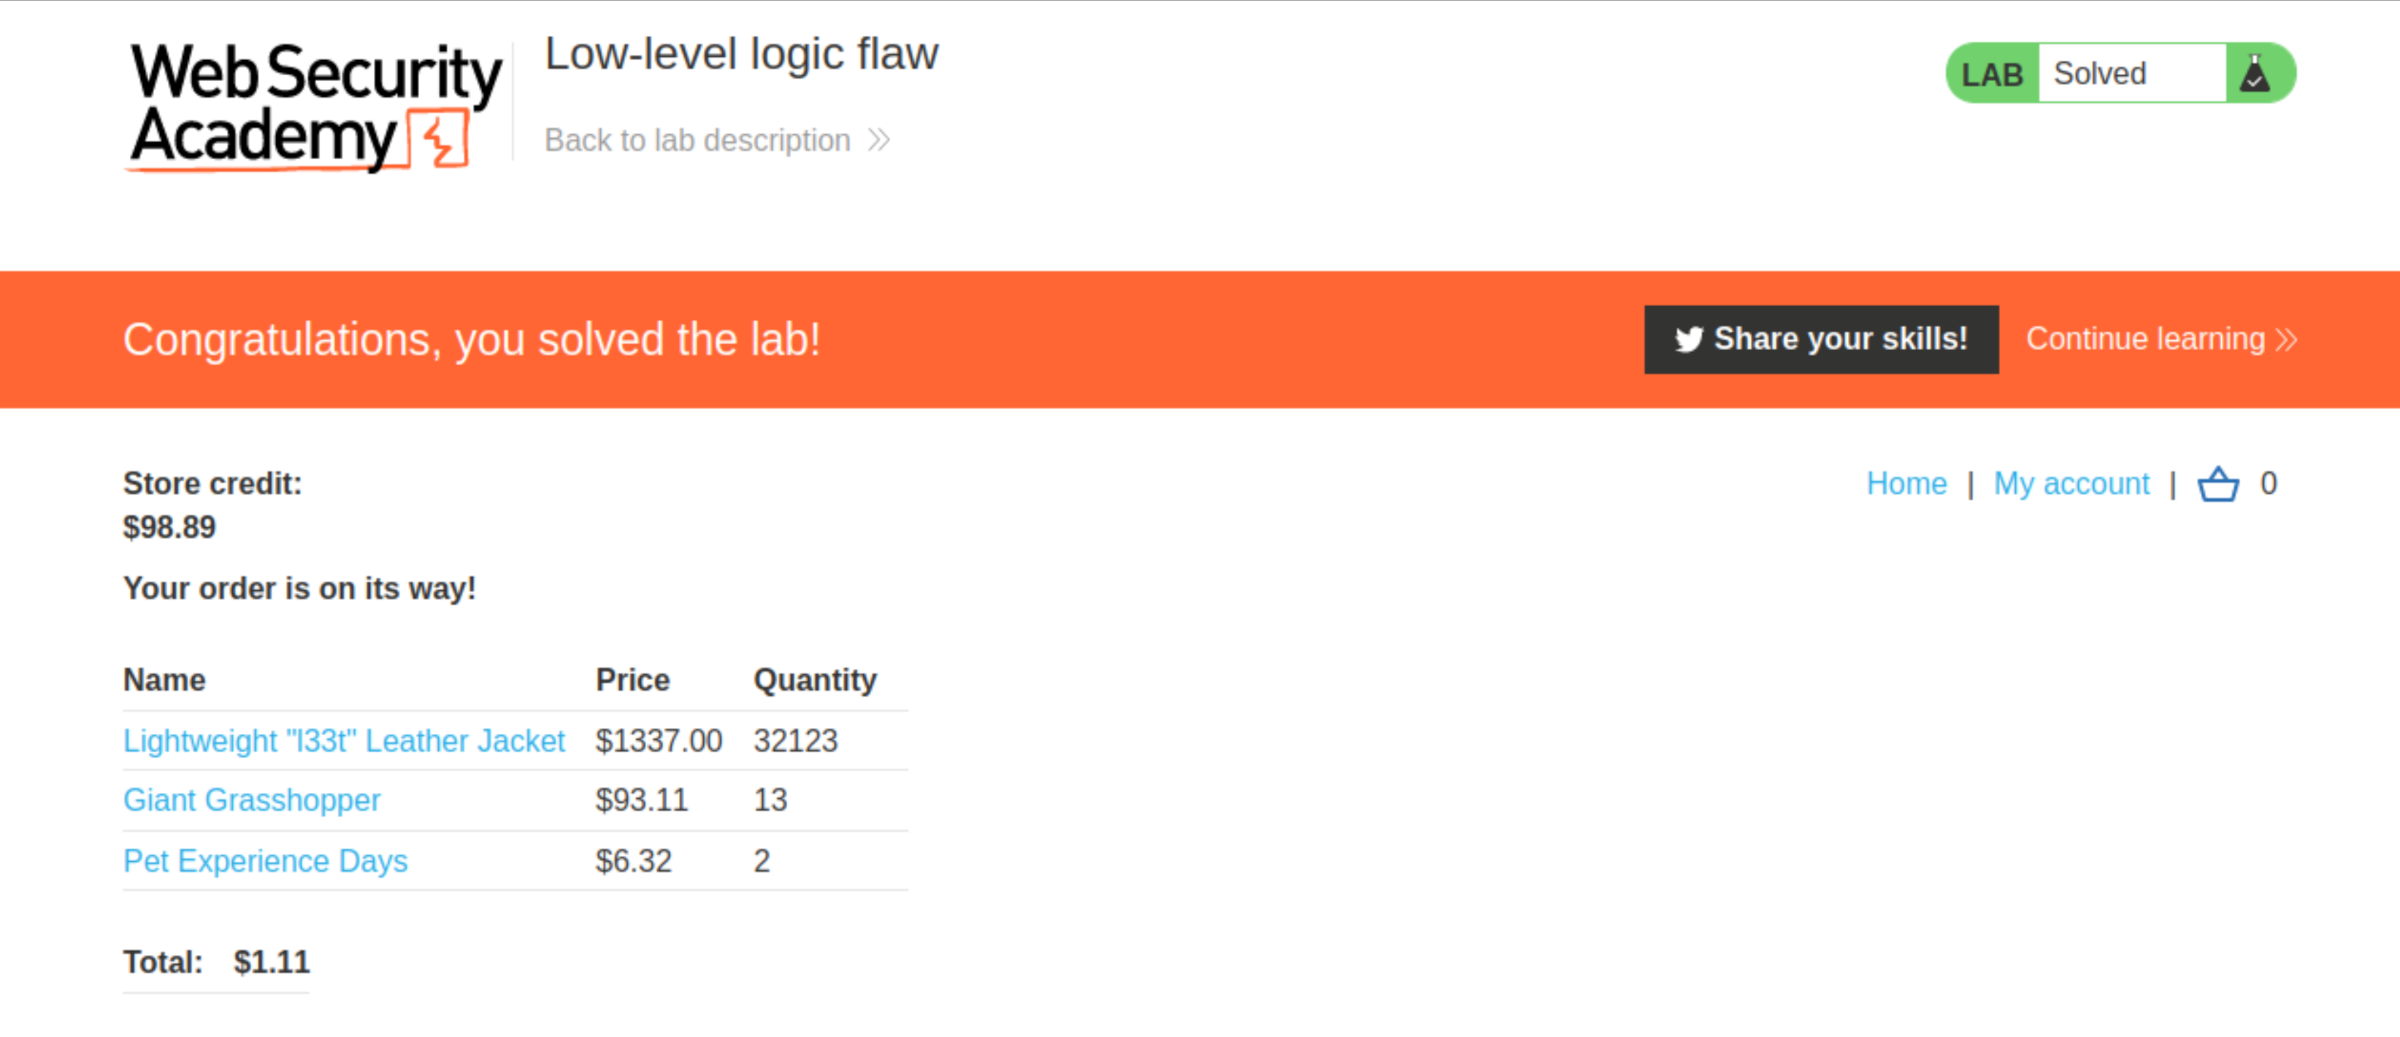 Web Security
Academy
Low-level logic flaw
Back to lab description
LAB Solved
Congratulations, you solved the lab!
Share your skills!
Continue learning
Store credit:
$98.89
Home | My account | 0
Your order is on its way!
Name Price Quantity
Lightweight "l33t" Leather Jacket $1337.00 32123
Giant Grasshopper $93.11 13
Pet Experience Days $6.32 2
Total: $1.11